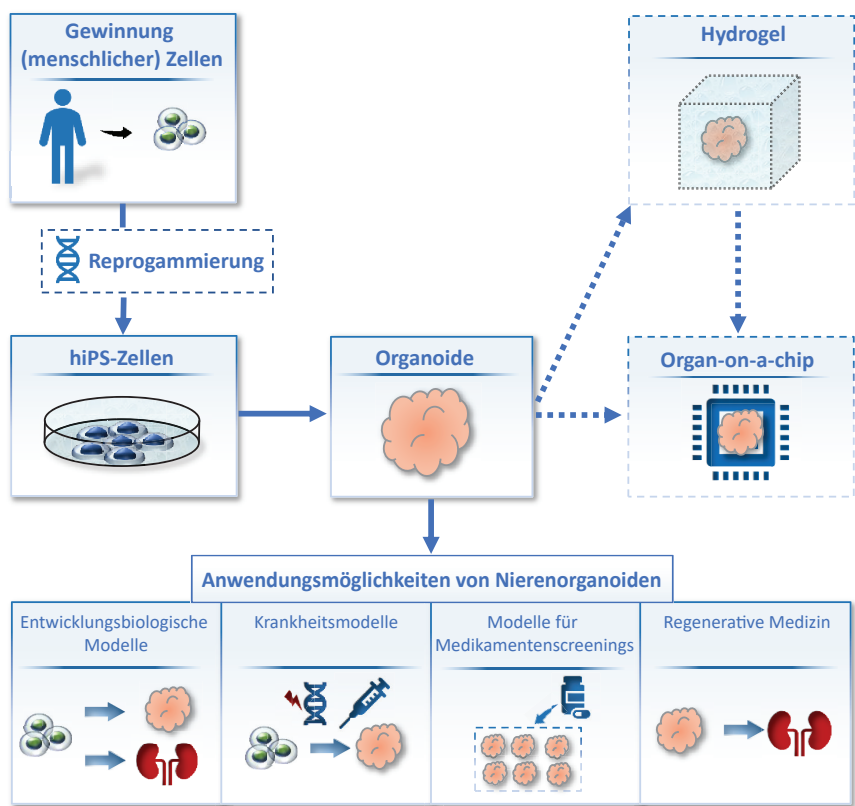 Gewinnung
(menschlicher) Zellen
Hydrogel
Reprogammierung
hiPS-Zellen
Organoide
Organ-on-a-chip
Anwendungsmöglichkeiten von Nierenorganoiden
Entwicklungsbiologische
Modelle
Krankheitsmodelle
Modelle für
Medikamentenscreenings
Regenerative Medizin